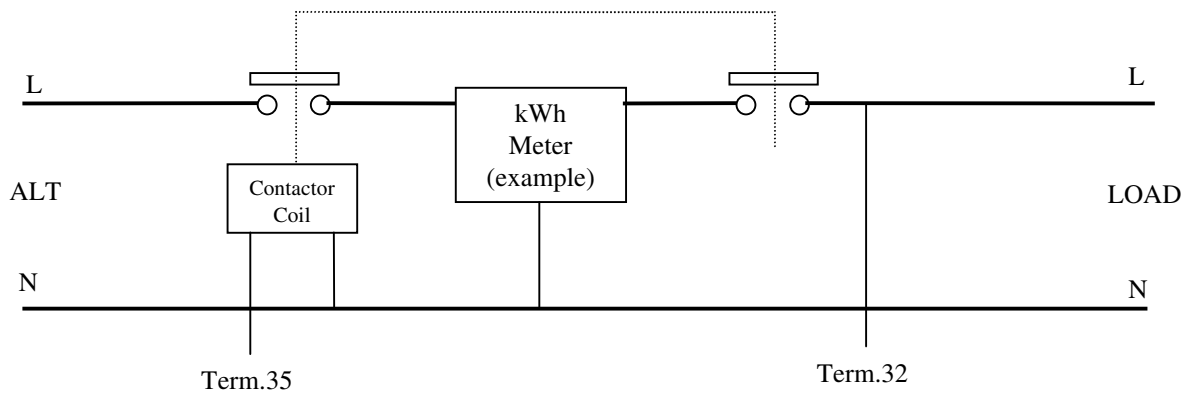 L
L
kWh
Meter
(example)
Contactor
Coil
ALT
LOAD
N
N
Term.35
Term.32